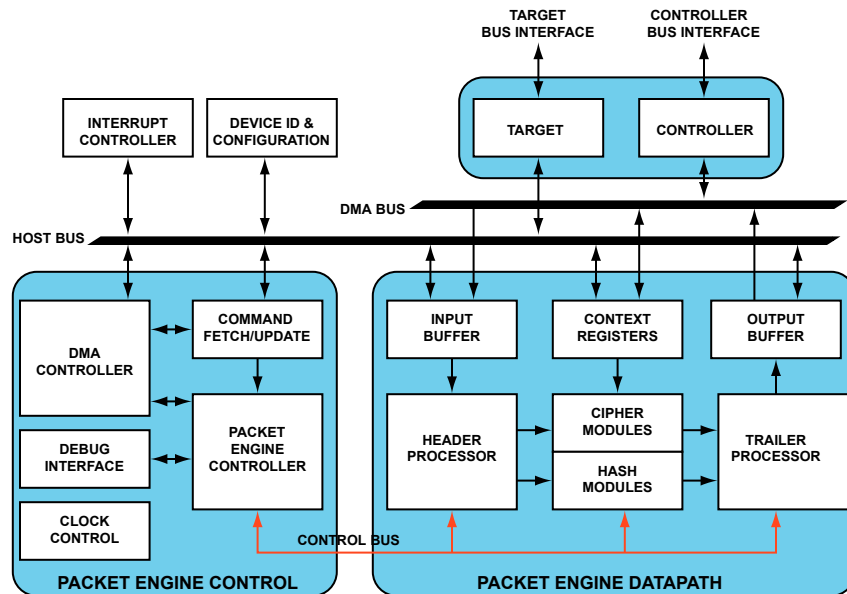 TARGET
BUS INTERFACE
CONTROLLER
BUS INTERFACE
INTERRUPT
CONTROLLER
DEVICE ID &
CONFIGURATION
TARGET
CONTROLLER
DMA BUS
HOST BUS
DMA
CONTROLLER
COMMAND
FETCH/UPDATE
INPUT
BUFFER
CONTEXT
REGISTERS
OUTPUT
BUFFER
DEBUG
INTERFACE
PACKET
ENGINE
CONTROLLER
HEADER
PROCESSOR
CIPHER
MODULES
HASH
MODULES
TRAILER
PROCESSOR
CLOCK
CONTROL
CONTROL BUS
PACKET ENGINE CONTROL
PACKET ENGINE DATAPATH